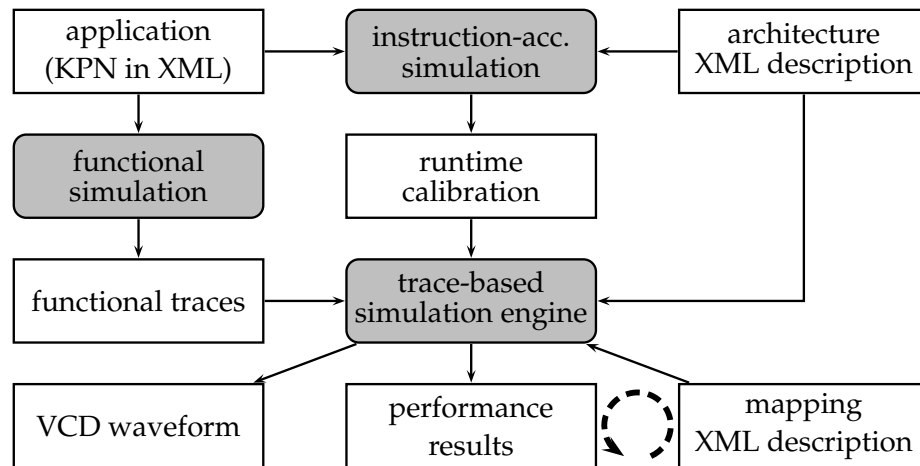 application
(KPN in XML)
instruction-acc.
simulation
architecture
XML description
functional
simulation
runtime
calibration
functional traces
trace-based
simulation engine
VCD waveform
performance
results
mapping
XML description